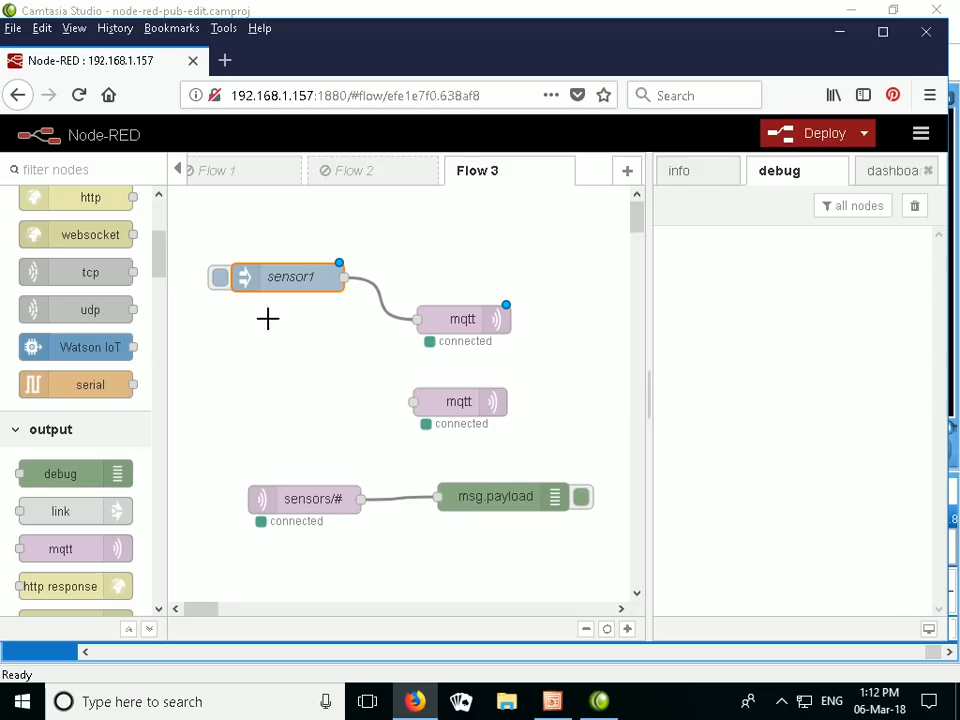 Camtasia Studio - node-red-pub-edit.camproj
File Edit View History Bookmarks Tools Help
Node-RED : 192.168.1.157
192.168.1.157:1880/#flow/efe1e7f0.638af8
Search
Node-RED
Deploy
filter nodes
Flow 1
Flow 2
Flow 3
info
debug
dashboa
all nodes
http
websocket
tcp
udp
Watson IoT
serial
output
debug
link
mqtt
http response
sensor1
mqtt
connected
mqtt
connected
sensors/#
connected
msg.payload
Ready
Type here to search
ENG
1:12 PM
06-Mar-18